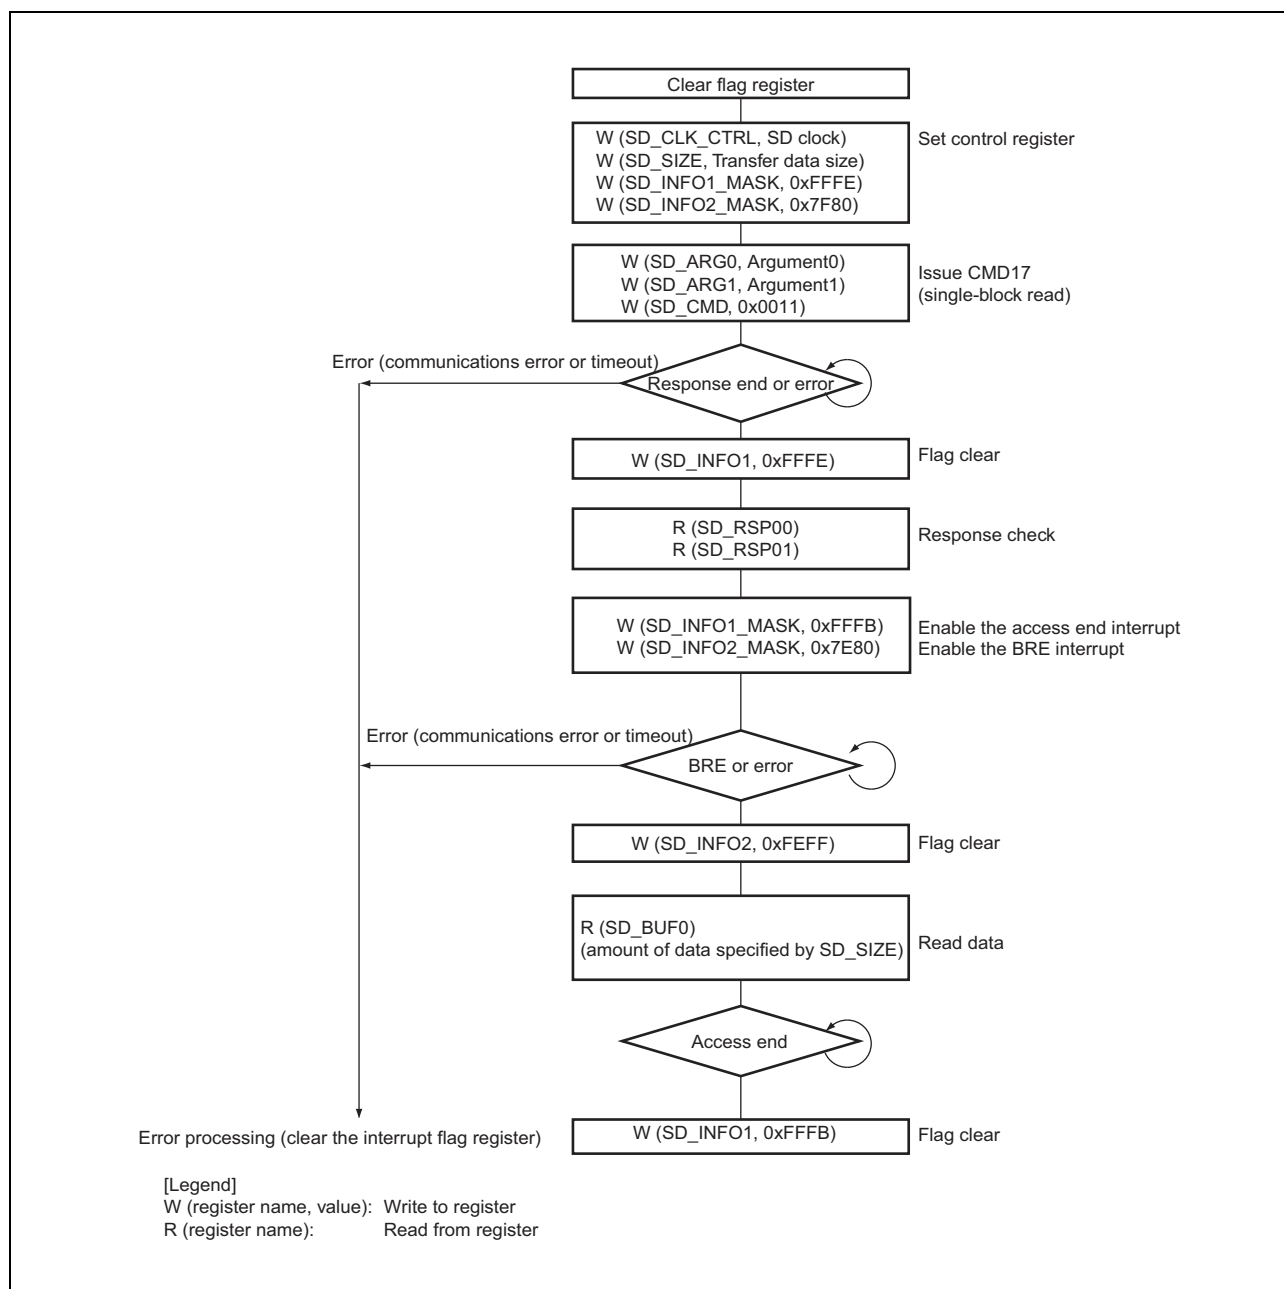 Clear flag register
W (SD_CLK_CTRL, SD clock)
W (SD_SIZE, Transfer data size)
W (SD_INFO1_MASK, 0xFFFE)
W (SD_INFO2_MASK, 0x7F80)
Set control register
W (SD_ARG0, Argument0)
W (SD_ARG1, Argument1)
W (SD_CMD, 0x0011)
Issue CMD17
(single-block read)
Error (communications error or timeout)
Response end or error
W (SD_INFO1, 0xFFFE)
Flag clear
R (SD_RSP00)
R (SD_RSP01)
Response check
W (SD_INFO1_MASK, 0xFFFB)
W (SD_INFO2_MASK, 0x7E80)
Enable the access end interrupt
Enable the BRE interrupt
Error (communications error or timeout)
BRE or error
W (SD_INFO2, 0xFEFF)
Flag clear
R (SD_BUF0)
(amount of data specified by SD_SIZE)
Read data
Access end
W (SD_INFO1, 0xFFFB)
Flag clear
Error processing (clear the interrupt flag register)
[Legend]
W (register name, value): Write to register
R (register name): Read from register